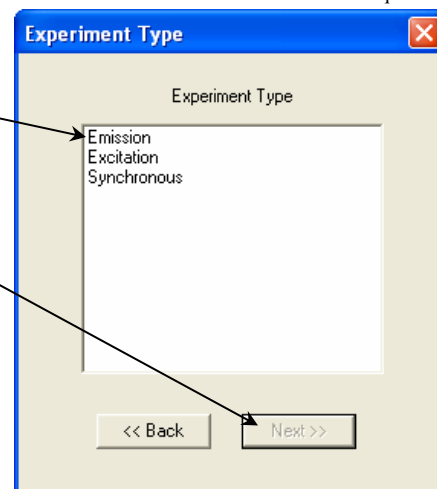 Experiment Type
Experiment Type
Emission
Excitation
Synchronous
<< Back
Next >>